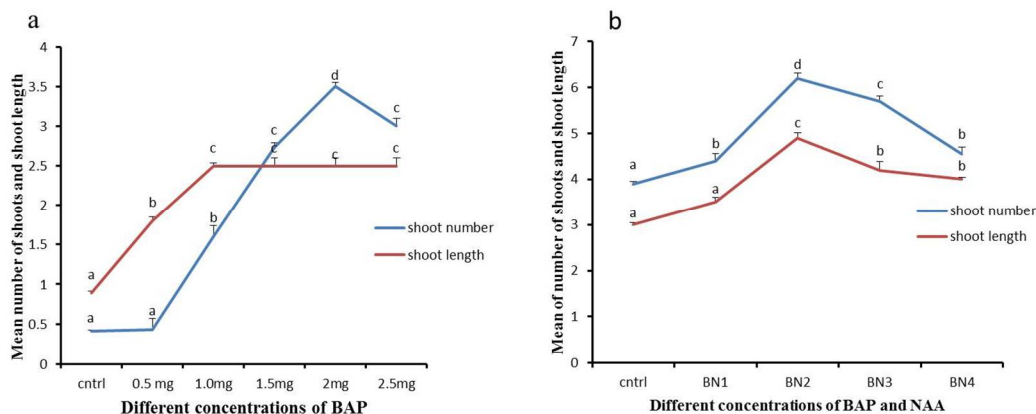 a
Mean number of shoots and shoot length
4
3.5
3
2.5
2
1.5
1
0.5
0
a
a
b
c
d
c
a
b
c
c
c
c
shoot number
shoot length
cntrl 0.5 mg 1.0mg 1.5mg 2mg 2.5mg
Different concentrations of BAP
b
Mean of number of shoots and shoot length
7
6
5
4
3
2
1
0
a
b
d
c
b
a
a
c
b
b
shoot number
shoot length
cntrl BN1 BN2 BN3 BN4
Different concentrations of BAP and NAA